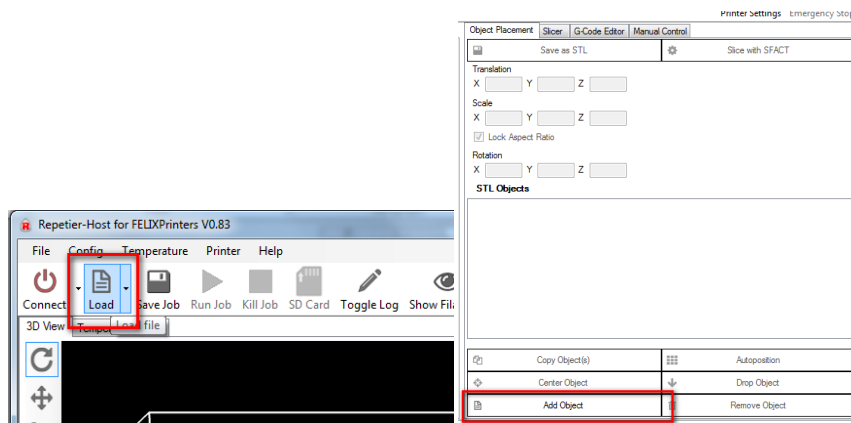 Printer Settings Emergency Stop
Object Placement Slicer G-Code Editor Manual Control
Save as STL Slice with SFACT
Translation
X Y Z
Scale
X Y Z
Lock Aspect Ratio
Rotation
X Y Z
STL Objects
Copy Object(s) Autoposition
Center Object Drop Object
Add Object Remove Object
Repetier-Host for FELIXPrinters V0.83
File Config Temperature Printer Help
Connect Load Save Job Run Job Kill Job SD Card Toggle Log Show Fila
3D View Tempe Load file